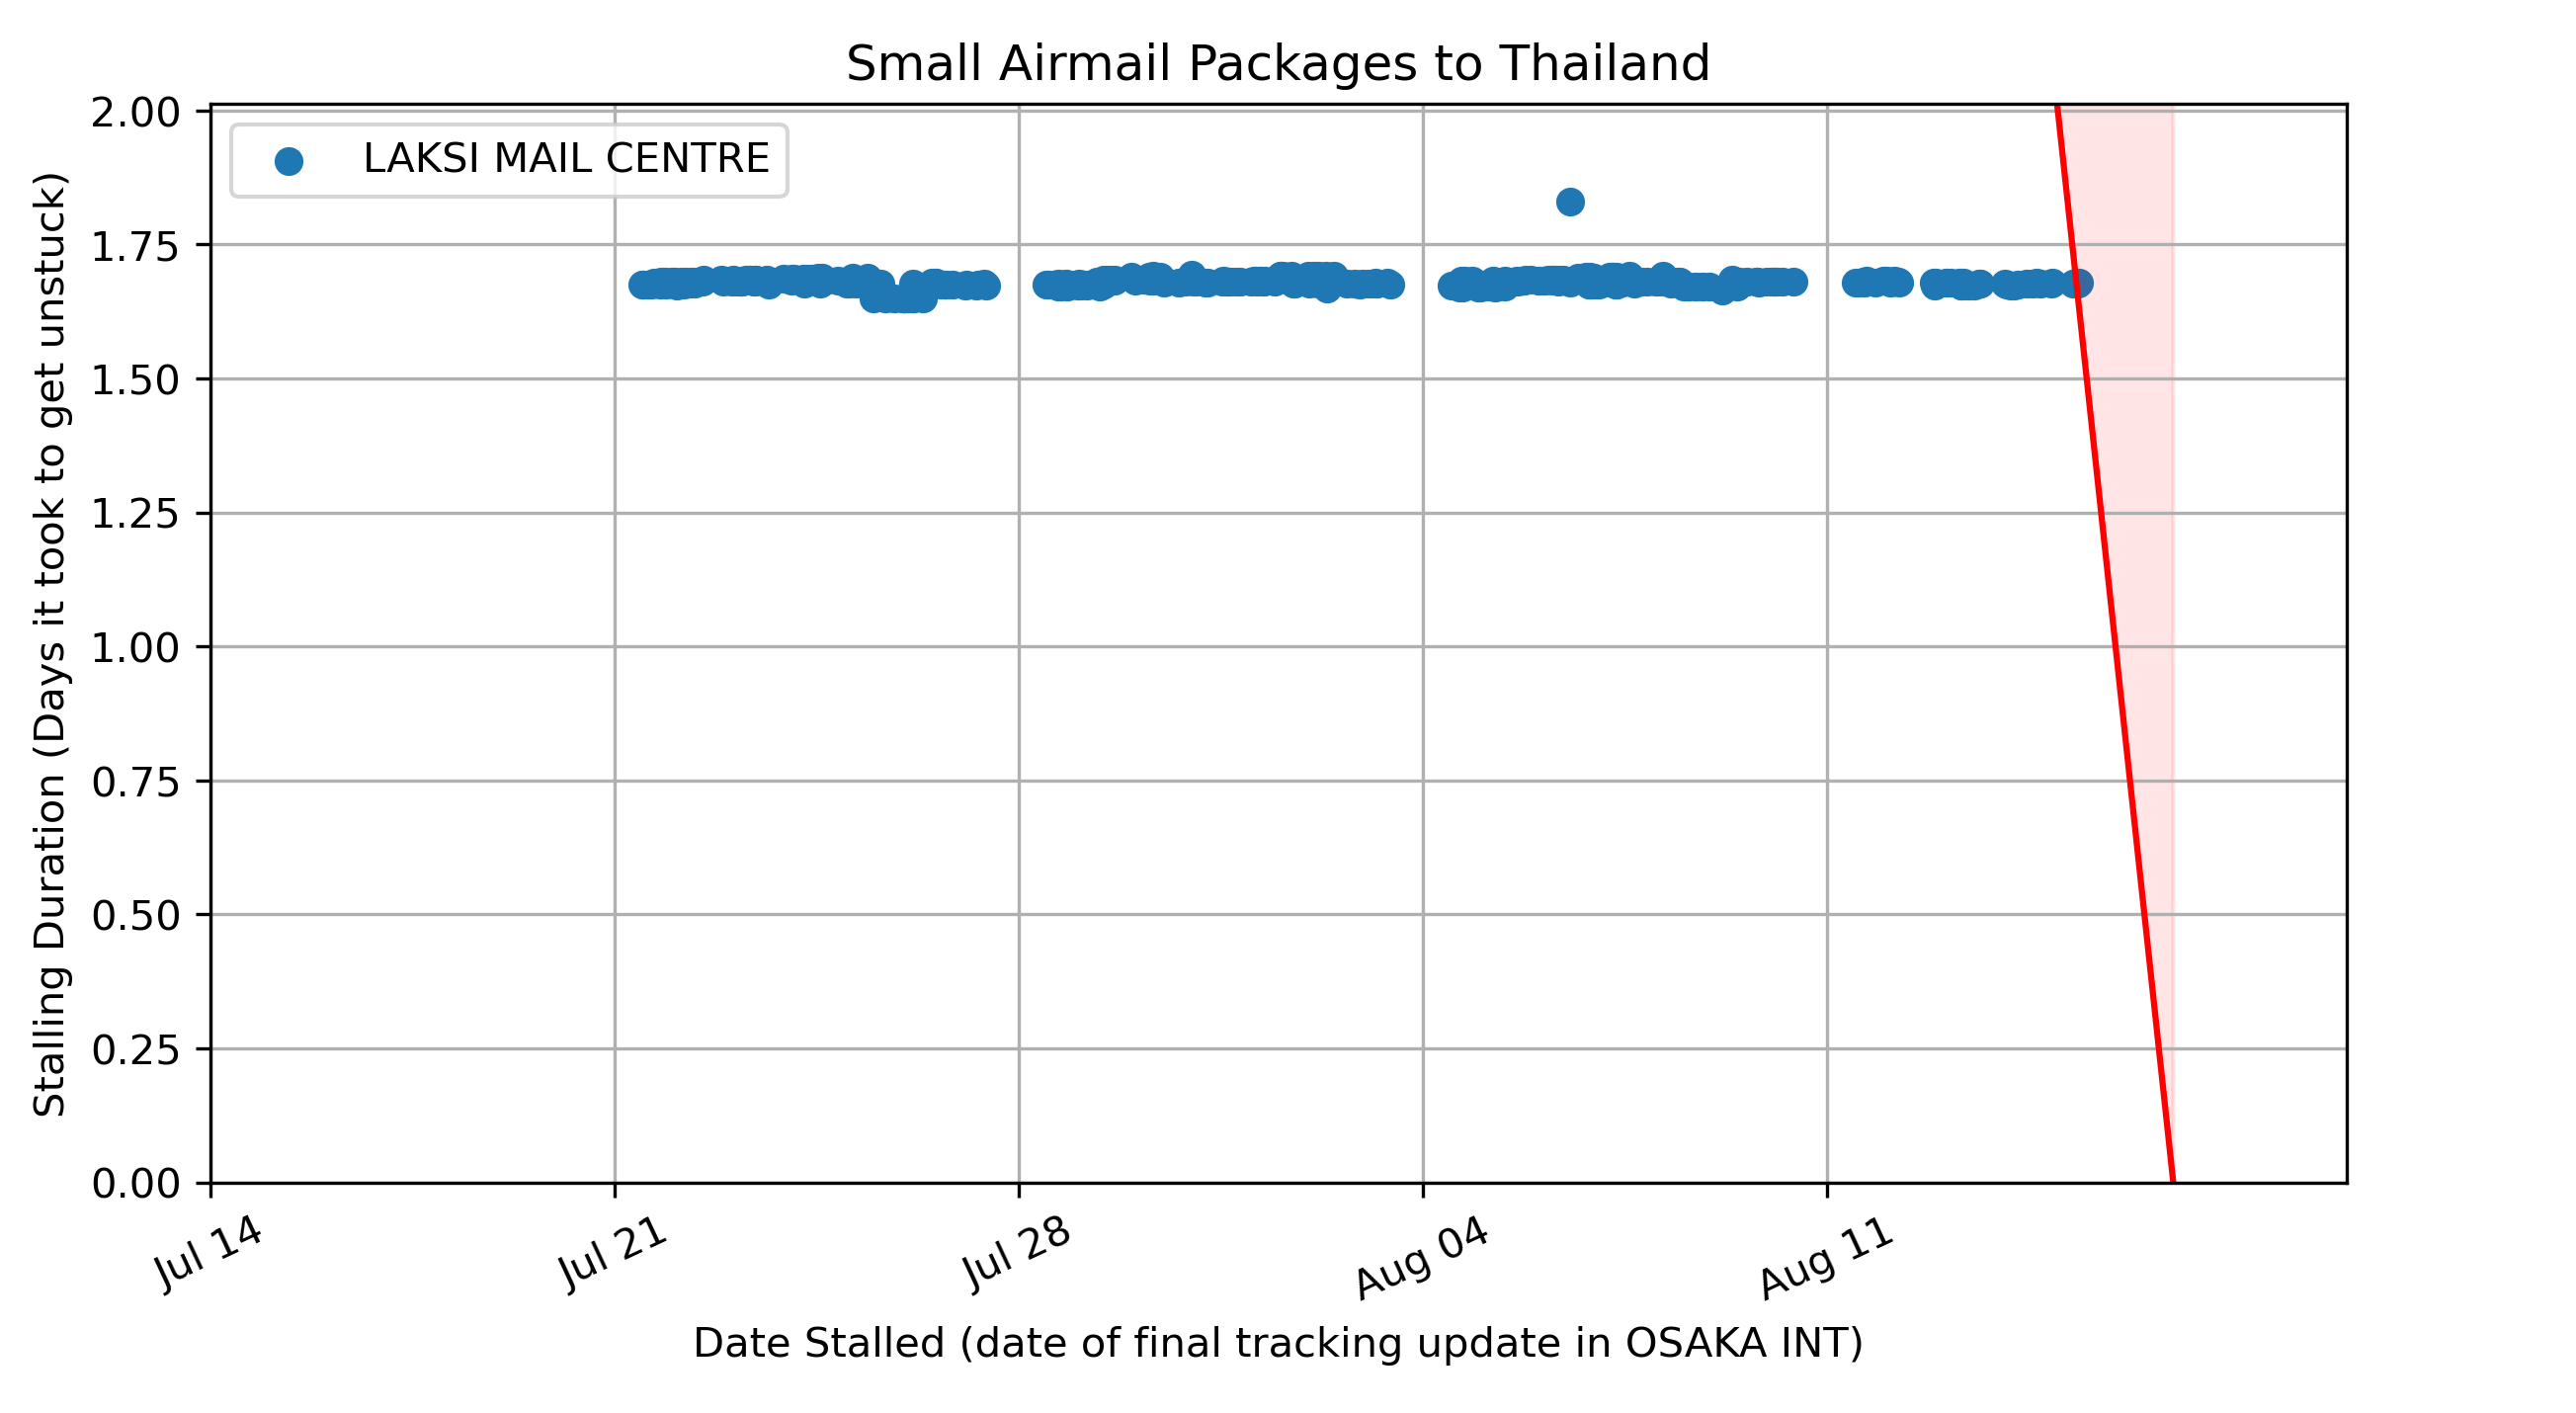 Small Airmail Packages to Thailand
LAKSI MAIL CENTRE
Stalling Duration (Days it took to get unstuck)
2.00
1.75
1.50
1.25
1.00
0.75
0.50
0.25
0.00
Jul 14
Jul 21
Jul 28
Aug 04
Aug 11
Date Stalled (date of final tracking update in OSAKA INT)